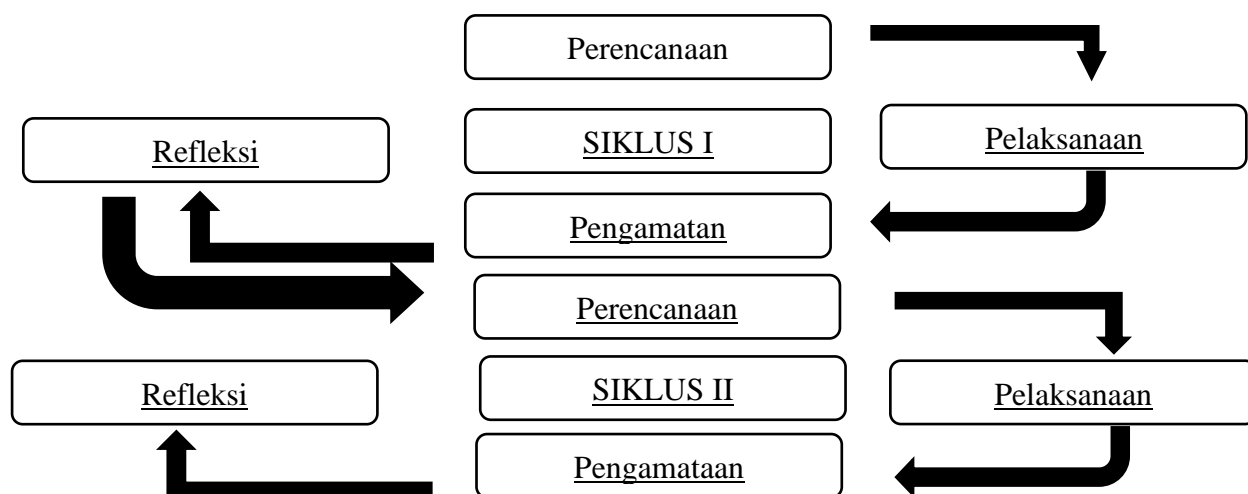 Perencanaan
Refleksi
SIKLUS I
Pelaksanaan
Pengamatan
Perencanaan
Refleksi
SIKLUS II
Pelaksanaan
Pengamataan